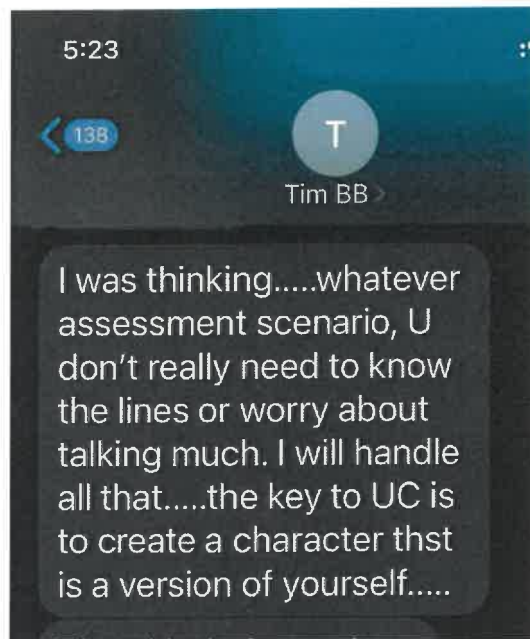 5:23
138
T
Tim BB
I was thinking.....whatever
assessment scenario, U
don't really need to know
the lines or worry about
talking much. I will handle
all that.....the key to UC is
to create a character thst
is a version of yourself.....